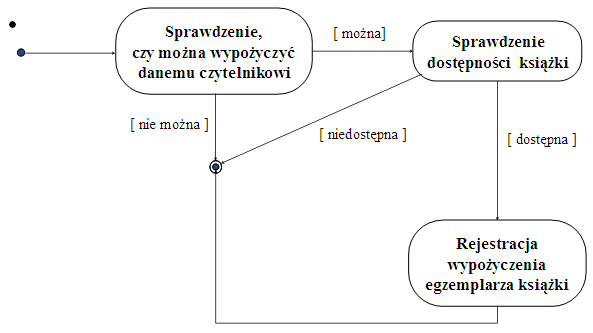 Sprawdzenie,
czy można wypożyczyć
danemu czytelnikowi
[ można]
Sprawdzenie
dostępności książki
[ nie można ]
[ niedostępna ]
[ dostępna ]
Rejestracja
wypożyczenia
egzemplarza książki